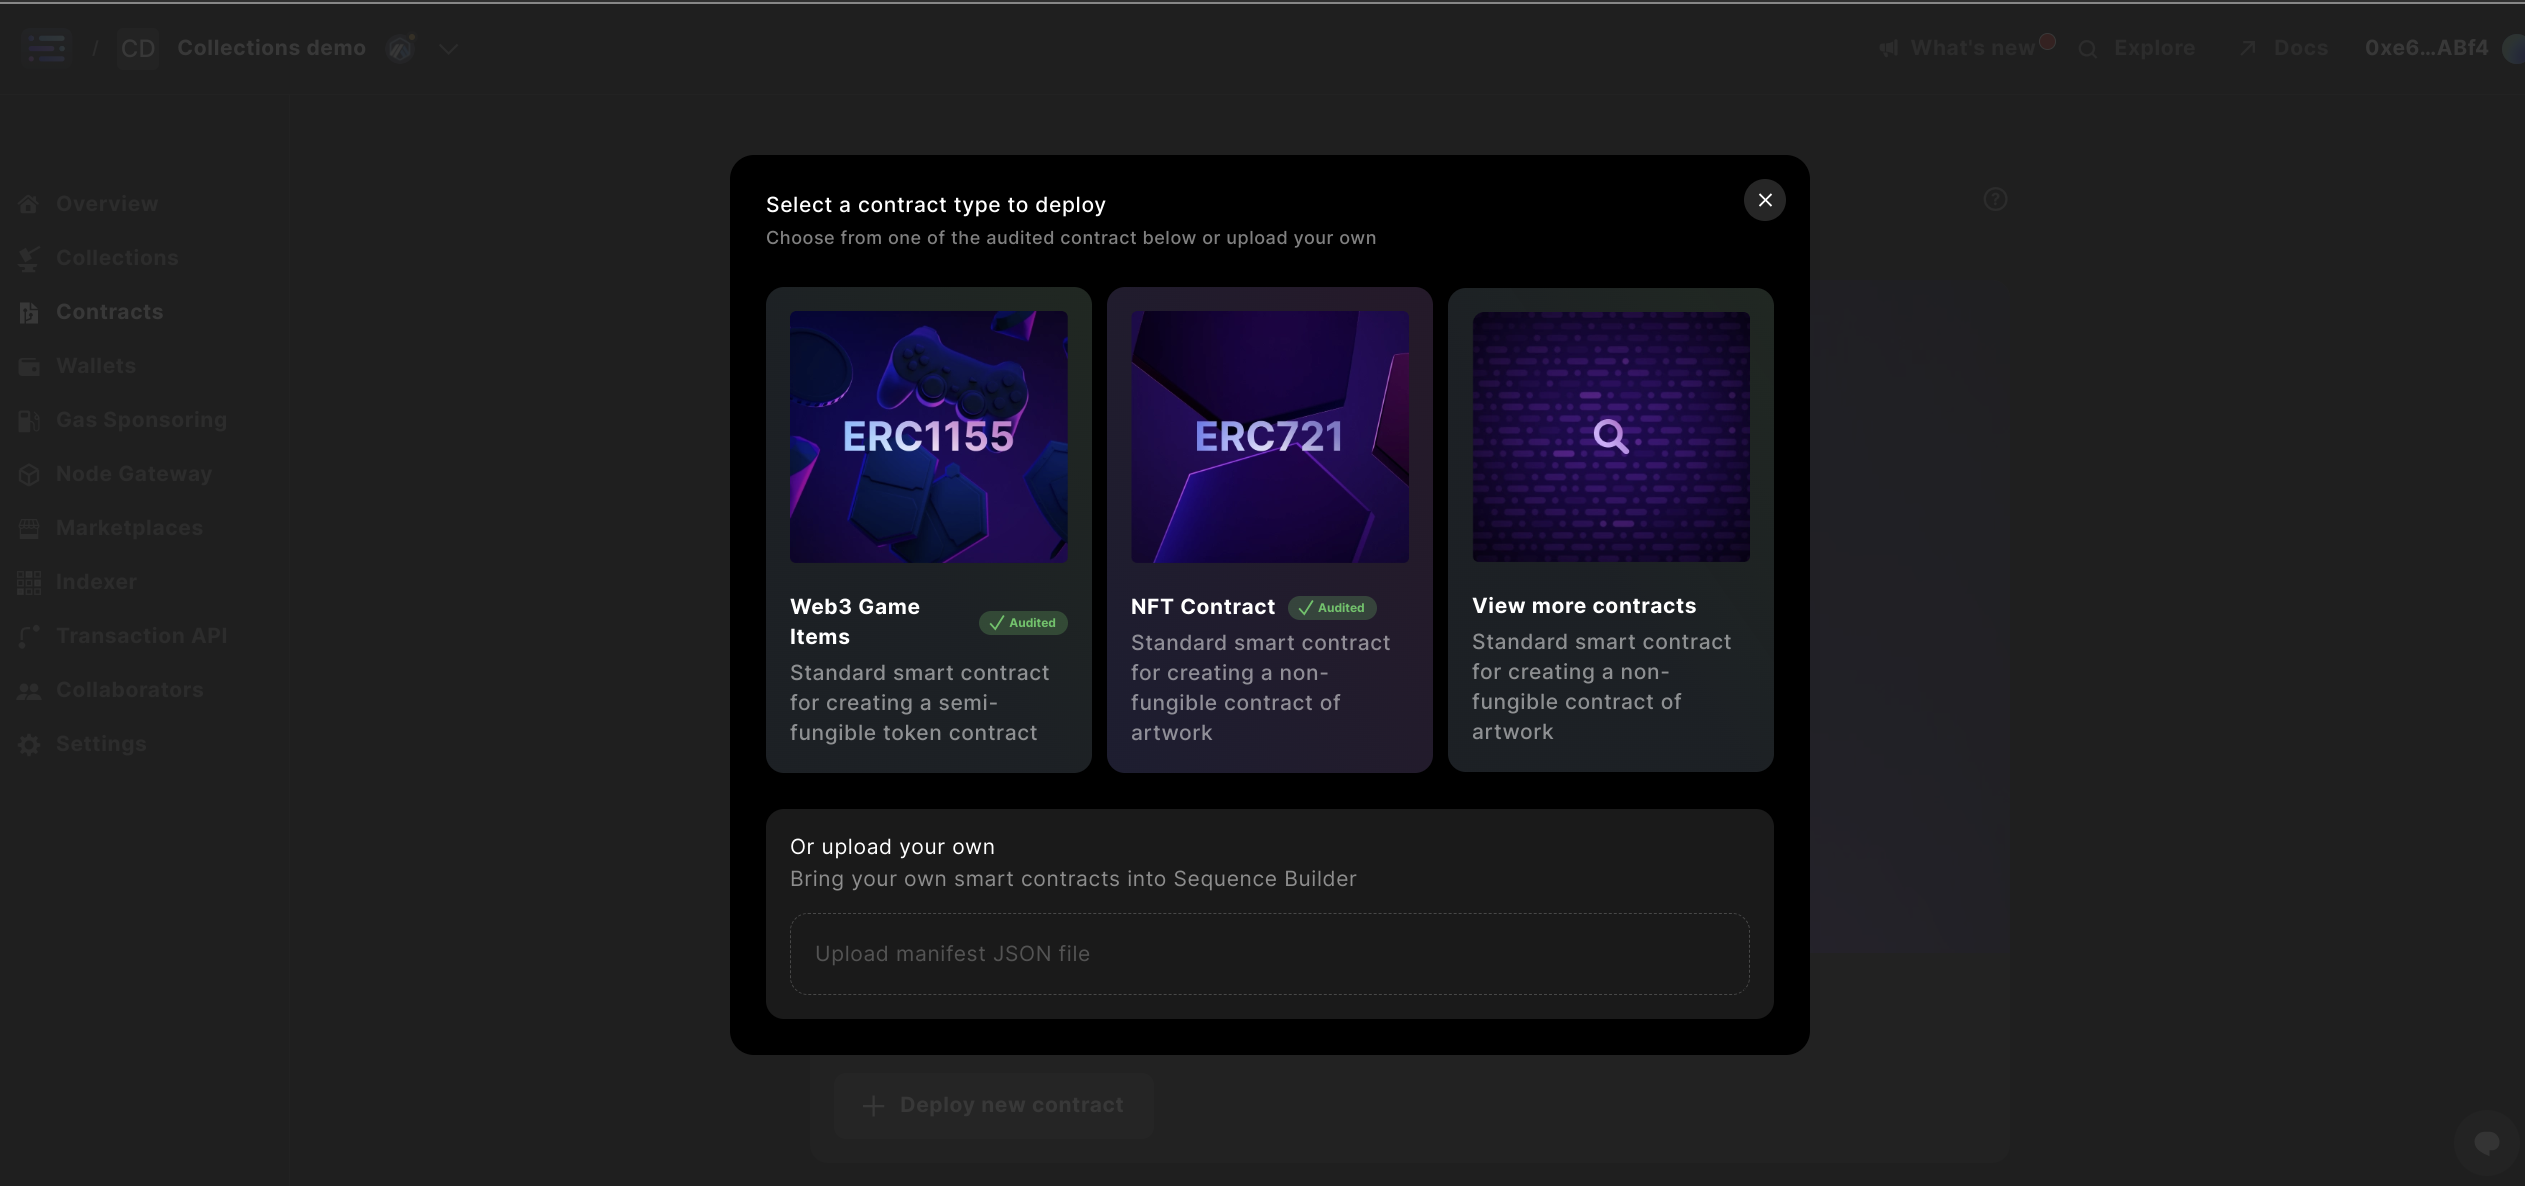 / CD Collections demo
What's new Explore Docs 0xe6...ABf4
Overview
Collections
Contracts
Wallets
Gas Sponsoring
Node Gateway
Marketplaces
Indexer
Transaction API
Collaborators
Settings
Select a contract type to deploy
Choose from one of the audited contract below or upload your own
ERC1155
Web3 Game
Items
Audited
Standard smart contract
for creating a semi-
fungible token contract
ERC721
NFT Contract Audited
Standard smart contract
for creating a non-
fungible contract of
artwork
View more contracts
Standard smart contract
for creating a non-
fungible contract of
artwork
Or upload your own
Bring your own smart contracts into Sequence Builder
Upload manifest JSON file
Deploy new contract